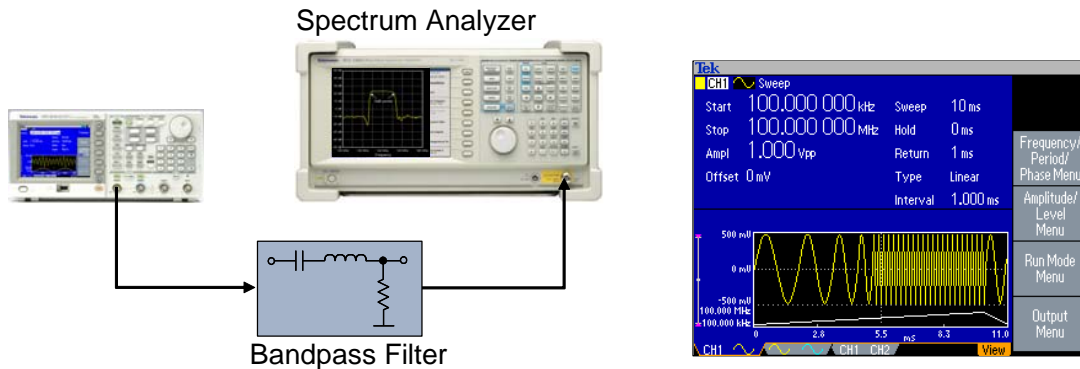 Spectrum Analyzer
Bandpass Filter
Tek
CH1 Sweep
Start 100.000 000 kHz Sweep 10 ms
Stop 100.000 000 MHz Hold 0 ms
Ampl 1.000 Vpp Return 1 ms
Offset 0 mV Type Linear
Interval 1.000 ms
500 mU
0 mU
-500 mU
100.000 MHz
100.000 kHz
0 2.8 5.5 ms 8.3 11.0
CH1 CH1 CH2 View
Frequency/
Period/
Phase Menu
Amplitude/
Level
Menu
Run Mode
Menu
Output
Menu